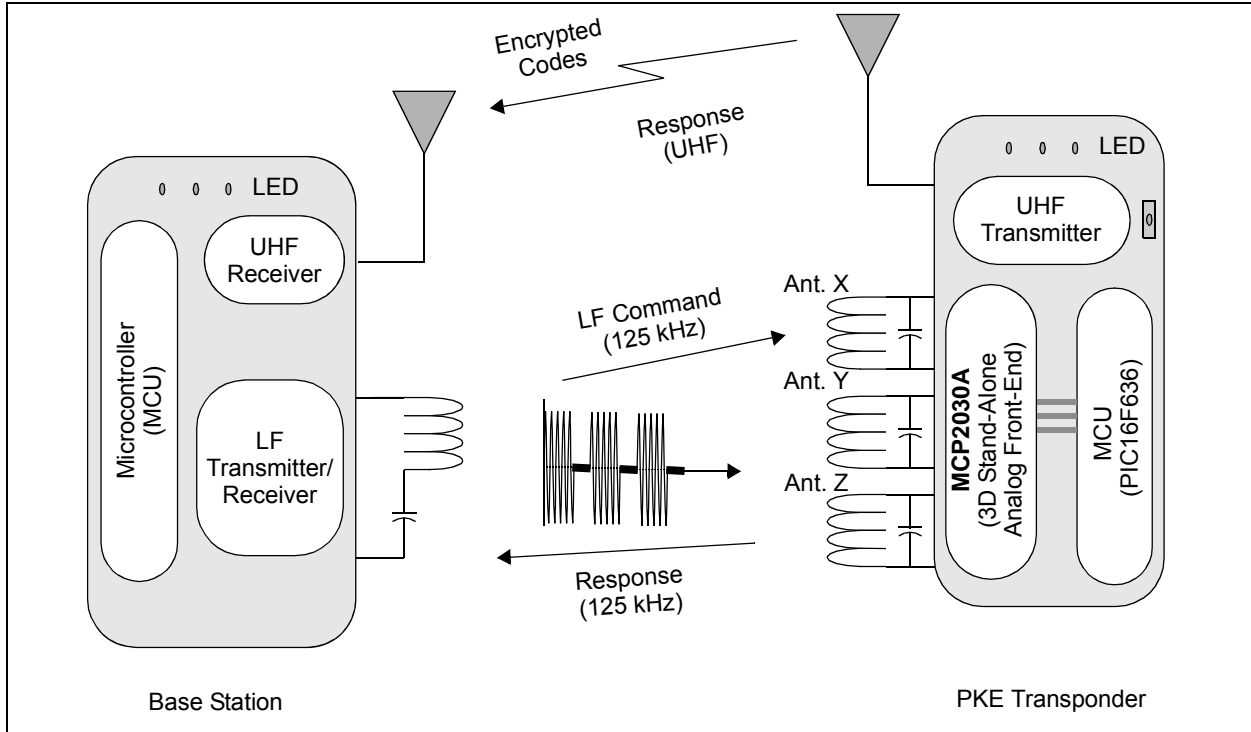 Encrypted
Codes
Response
(UHF)
LED
UHF
Receiver
Microcontroller
(MCU)
LF
Transmitter/
Receiver
LF Command
(125 kHz)
Response
(125 kHz)
Ant. X
Ant. Y
Ant. Z
LED
UHF
Transmitter
MCP2030A
(3D Stand-Alone
Analog Front-End)
MCU
(PIC16F636)
Base Station
PKE Transponder